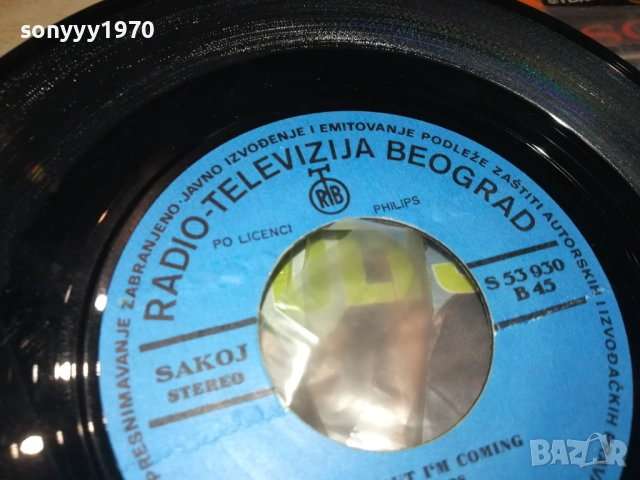 sonyyy1970
PRESNIMAVANJE ZABRANJENO·JAVNO IZVOĐENJE I EMITOVANJE PODLEŽE ZAŠTITI AUTORSKIH I IZVOĐAČKIH
RADIO-TELEVIZIJA BEOGRAD
RTB
PO LICENCI
PHILIPS
S 53 930
B 45
SAKOJ
STEREO
I'M COMING
BAZAR